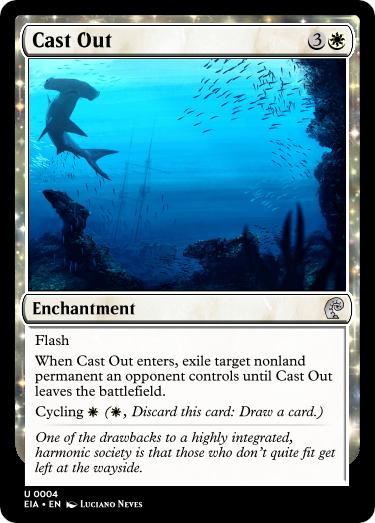 Cast Out 3
Enchantment
Flash
When Cast Out enters, exile target nonland
permanent an opponent controls until Cast Out
leaves the battlefield.
Cycling (, Discard this card: Draw a card.)
One of the drawbacks to a highly integrated,
harmonic society is that those who don't quite fit get
left at the wayside.
U 0004
EIA • EN Luciano Neves